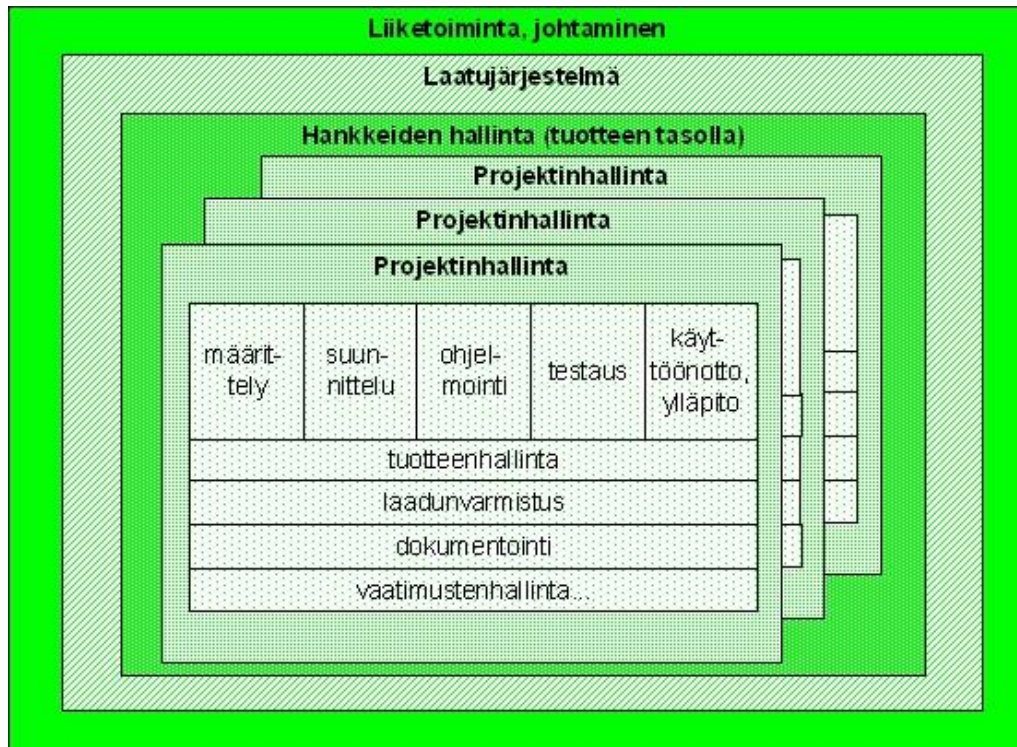 Liiketoiminta, johtaminen
Laatujärjestelmä
Hankkeiden hallinta (tuotteen tasolla)
Projektinhallinta
Projektinhallinta
Projektinhallinta
määrit-
tely
suun-
nittelu
ohjel-
mointi
testaus
käyt-
töönotto,
ylläpito
tuotteenhallinta
laadunvarmistus
dokumentointi
vaatimustenhallinta...